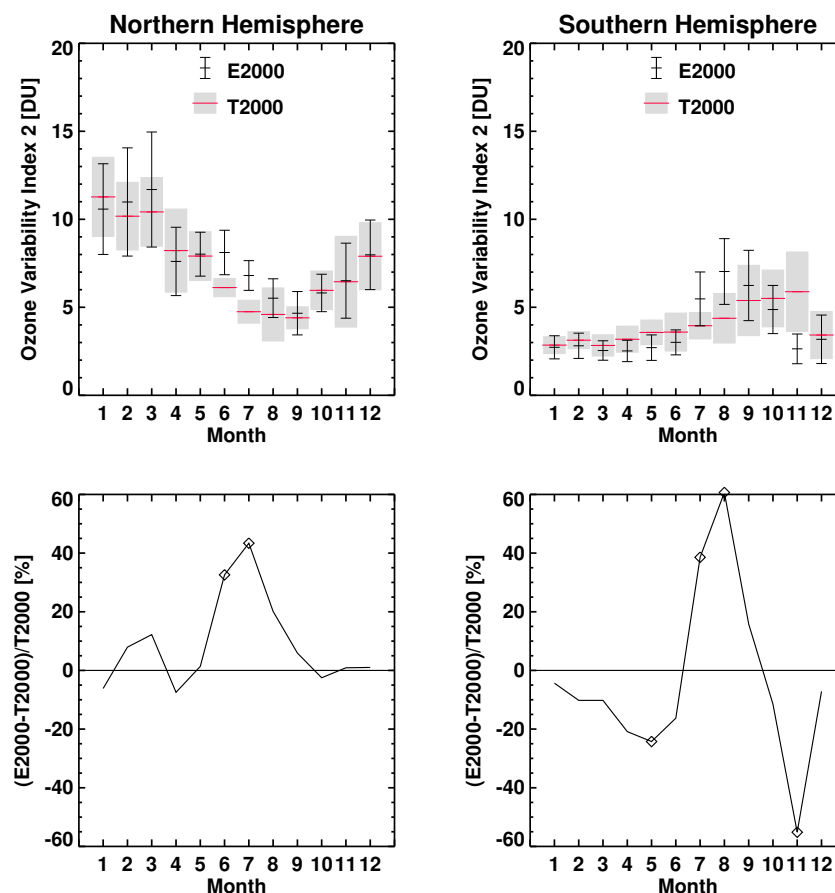 Northern Hemisphere
Ozone Variability Index 2 [DU]
20
15
10
5
0
E2000
T2000
1 2 3 4 5 6 7 8 9 10 11 12
Month
Southern Hemisphere
Ozone Variability Index 2 [DU]
20
15
10
5
0
E2000
T2000
1 2 3 4 5 6 7 8 9 10 11 12
Month
(E2000-T2000)/T2000 [%]
60
40
20
0
-20
-40
-60
1 2 3 4 5 6 7 8 9 10 11 12
Month
(E2000-T2000)/T2000 [%]
60
40
20
0
-20
-40
-60
1 2 3 4 5 6 7 8 9 10 11 12
Month